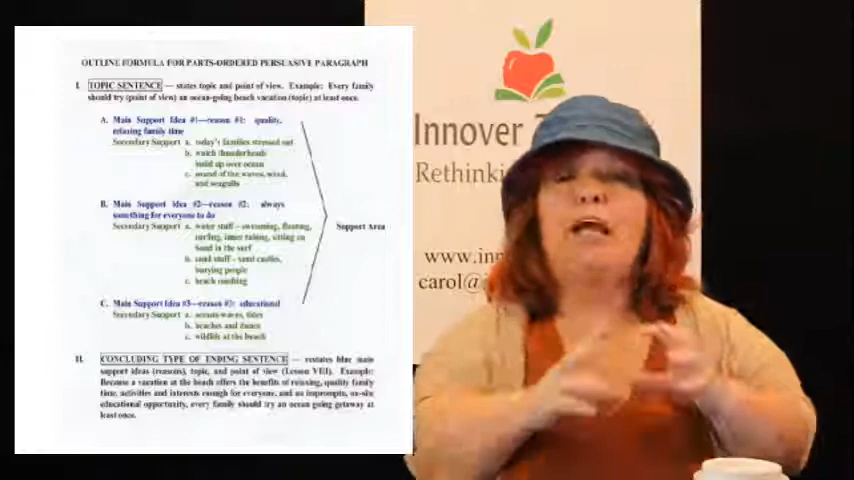 OUTLINE FORMULA FOR PARTS-ORDERED PERSUASIVE PARAGRAPH
I. TOPIC SENTENCE — states topic and point of view. Example: Every family
should try (point of view) an ocean-going beach vacation (topic) at least once.
A. Main Support Idea #1—reason #1: quality,
relaxing family time
Secondary Support a. today's families stressed out
b. watch thunderheads
build up over ocean
c. sound of the waves, wind,
and seagulls
B. Main Support Idea #2—reason #2: always
something for everyone to do
Secondary Support a. water stuff – swimming, floating,
surfing, inner tubing, sitting on
in the surf
b. sand stuff – sand castles,
burying people
c. beach combing
Support Area
C. Main Support Idea #3—reason #3: educational
Secondary Support a. oceans waves, tides
b. beaches and dunes
c. wildlife at the beach
II. CONCLUDING TYPE OF ENDING SENTENCE — restates blue main
support ideas (reasons), topic, and point of view (Lesson VIII). Example:
Because a vacation at the beach offers the benefits of relaxing, quality family
time, activities and interests enough for everyone, and an impromptu, on-site
educational opportunity, every family should try an ocean going getaway at
least once.
Innover
Rethinki
www.inn
carol@i